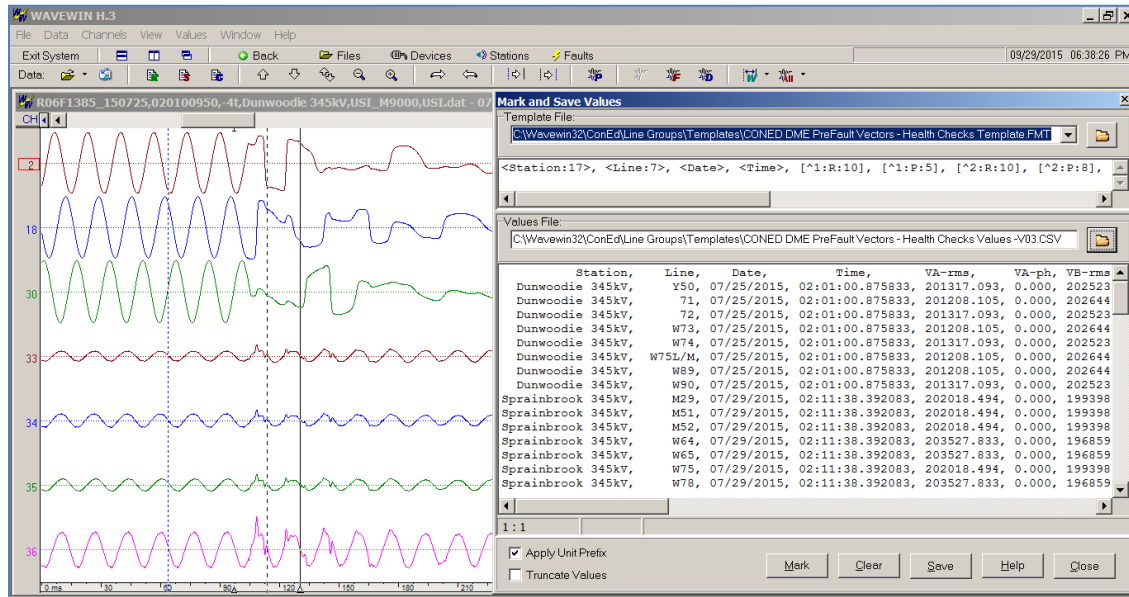 WAVEWIN H.3
File Data Channels View Values Window Help
Exit System Back Files Devices Stations Faults 09/29/2015 06:38:26 PM
Data:
R06F1385_150725,020100950,-4t,Dunwoodie 345kV,USI_M9000,USI.dat - 07
CH
2
18
30
33
34
35
36
0 ms 30 60 90 120 150 180 210
Mark and Save Values
Template File:
C:\Wavewin32\ConEd\Line Groups\Templates\CONED DME PreFault Vectors - Health Checks Template.FMT
<Station:17>, <Line:7>, <Date>, <Time>, [^1:R:10], [^1:P:5], [^2:R:10], [^2:P:8],
Values File:
C:\Wavewin32\ConEd\Line Groups\Templates\CONED DME PreFault Vectors - Health Checks Values -V03.CSV
Station, Line, Date, Time, VA-rms, VA-ph, VB-rms
Dunwoodie 345kV, Y50, 07/25/2015, 02:01:00.875833, 201317.093, 0.000, 202523
Dunwoodie 345kV, 71, 07/25/2015, 02:01:00.875833, 201208.105, 0.000, 202644
Dunwoodie 345kV, 72, 07/25/2015, 02:01:00.875833, 201317.093, 0.000, 202523
Dunwoodie 345kV, W73, 07/25/2015, 02:01:00.875833, 201208.105, 0.000, 202644
Dunwoodie 345kV, W74, 07/25/2015, 02:01:00.875833, 201317.093, 0.000, 202523
Dunwoodie 345kV, W75L/M, 07/25/2015, 02:01:00.875833, 201208.105, 0.000, 202644
Dunwoodie 345kV, W89, 07/25/2015, 02:01:00.875833, 201208.105, 0.000, 202644
Dunwoodie 345kV, W90, 07/25/2015, 02:01:00.875833, 201317.093, 0.000, 202523
Sprainbrook 345kV, M29, 07/29/2015, 02:11:38.392083, 202018.494, 0.000, 199398
Sprainbrook 345kV, M51, 07/29/2015, 02:11:38.392083, 202018.494, 0.000, 199398
Sprainbrook 345kV, M52, 07/29/2015, 02:11:38.392083, 202018.494, 0.000, 199398
Sprainbrook 345kV, W64, 07/29/2015, 02:11:38.392083, 203527.833, 0.000, 196859
Sprainbrook 345kV, W65, 07/29/2015, 02:11:38.392083, 203527.833, 0.000, 196859
Sprainbrook 345kV, W75, 07/29/2015, 02:11:38.392083, 202018.494, 0.000, 199398
Sprainbrook 345kV, W78, 07/29/2015, 02:11:38.392083, 203527.833, 0.000, 196859
1 : 1
Apply Unit Prefix
Truncate Values
Mark Clear Save Help Close